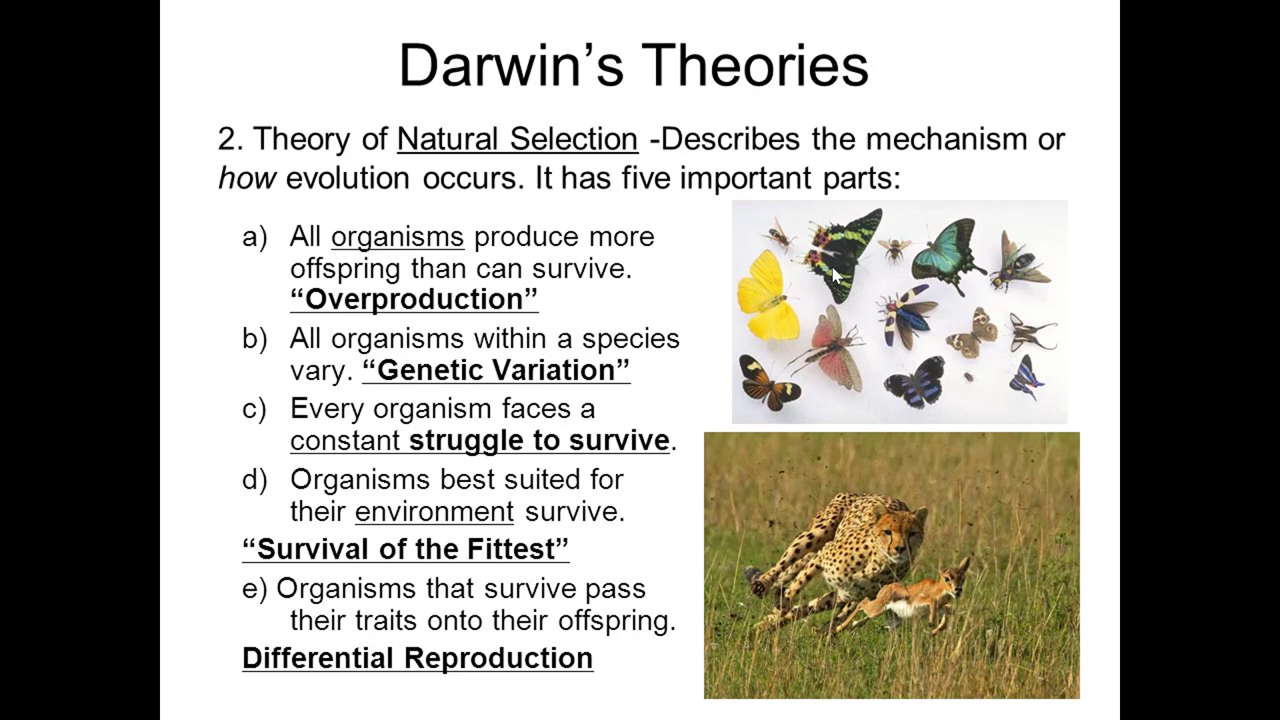 Darwin’s Theories
2. Theory of Natural Selection -Describes the mechanism or
how evolution occurs. It has five important parts:
a) All organisms produce more
offspring than can survive.
“Overproduction”
b) All organisms within a species
vary. “Genetic Variation”
c) Every organism faces a
constant struggle to survive.
d) Organisms best suited for
their environment survive.
“Survival of the Fittest”
e) Organisms that survive pass
their traits onto their offspring.
Differential Reproduction